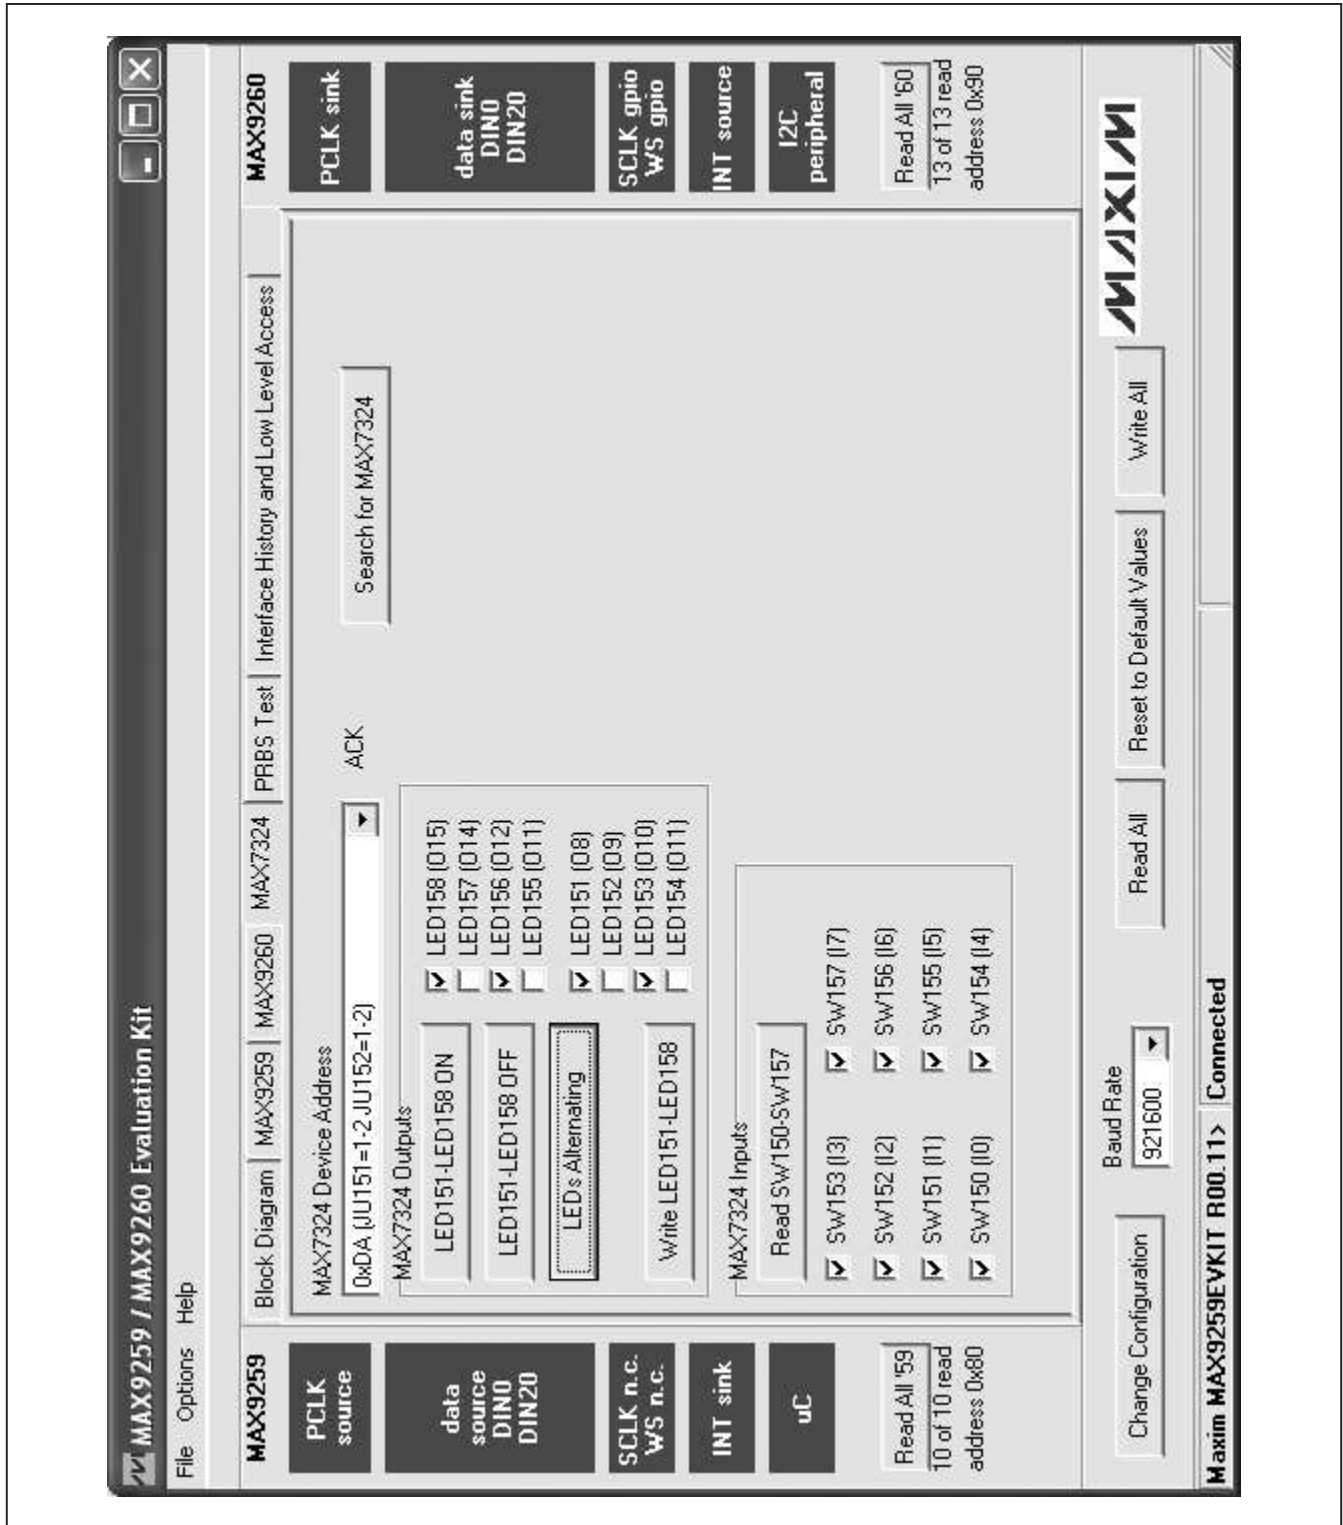 MAX9259 / MAX9260 Evaluation Kit
File Options Help
MAX9259
PCLK
source
data
source
DIN0
DIN20
SCLK n.c.
WS n.c.
INT sink
uC
Read All '59
10 of 10 read
address 0x80
Block Diagram MAX9259 MAX9260 MAX7324 PRBS Test Interface History and Low Level Access
MAX7324 Device Address
0xDA (JU151=1-2 JU152=1-2) ACK Search for MAX7324
MAX7324 Outputs
LED151-LED158 ON
LED151-LED158 OFF
LEDs Alternating
Write LED151-LED158
LED158 (O15)
LED157 (O14)
LED156 (O12)
LED155 (O11)
LED151 (O8)
LED152 (O9)
LED153 (O10)
LED154 (O11)
MAX7324 Inputs
Read SW150-SW157
SW153 (I3) SW157 (I7)
SW152 (I2) SW156 (I6)
SW151 (I1) SW155 (I5)
SW150 (I0) SW154 (I4)
MAX9260
PCLK sink
data sink
DIN0
DIN20
SCLK gpio
WS gpio
INT source
I2C
peripheral
Read All '60
13 of 13 read
address 0x90
Change Configuration
Baud Rate
921600
Read All Reset to Default Values Write All
MAXIM
Maxim MAX9259EVKIT R00.11> Connected